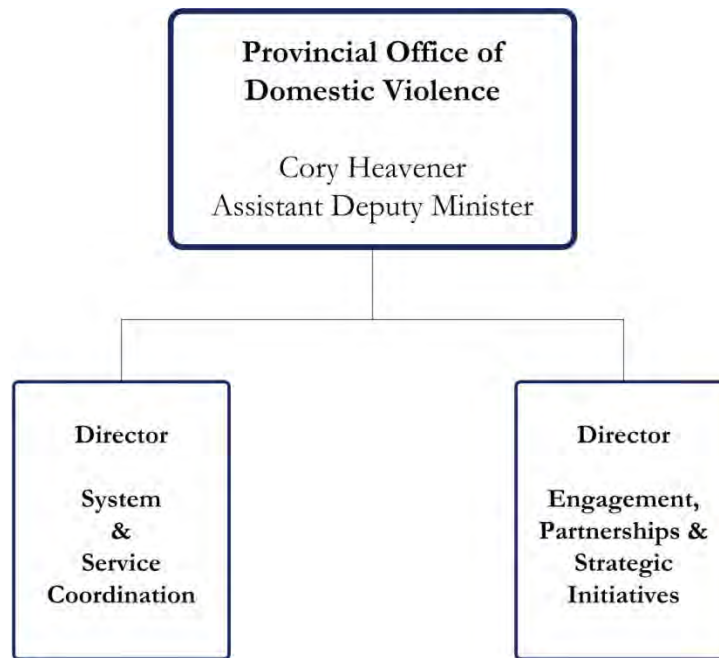 Provincial Office of
Domestic Violence
Cory Heavener
Assistant Deputy Minister
Director
System
&
Service
Coordination
Director
Engagement,
Partnerships &
Strategic
Initiatives